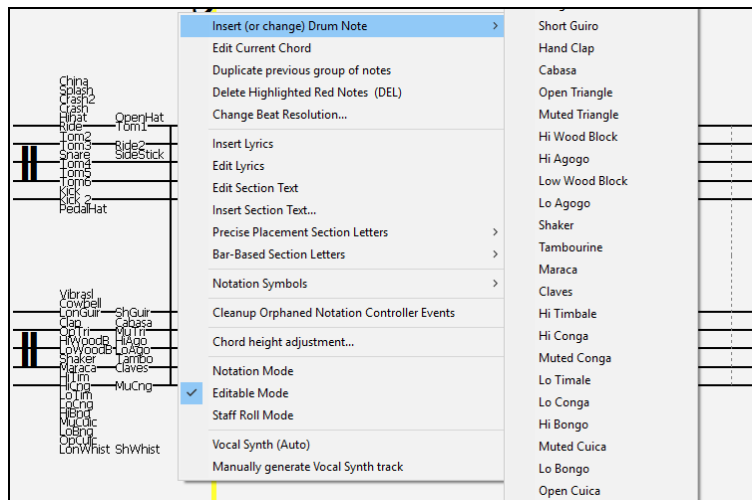 China
Splash
Crash2
Crash
Hihat OpenHat
Ride Tom1
Tom2
Tom3 Ride2
Snare SideStick
Tom4
Tom5
Tom6
Kick
Kick 2
PedalHat
Vibrasl
Cowbell
LonGuir ShGuir
Clap Cabasa
OpTri MuTri
HiWoodB HiAgo
LoWoodB LoAgo
Shaker Tambo
Maraca Claves
HiTim
HiCng MuCng
LoTim
LoCng
HiBng
MuCuic
LoBng
OpCuic
LonWhist ShWhist
Insert (or change) Drum Note
Edit Current Chord
Duplicate previous group of notes
Delete Highlighted Red Notes (DEL)
Change Beat Resolution...
Insert Lyrics
Edit Lyrics
Edit Section Text
Insert Section Text...
Precise Placement Section Letters
Bar-Based Section Letters
Notation Symbols
Cleanup Orphaned Notation Controller Events
Chord height adjustment...
Notation Mode
Editable Mode
Staff Roll Mode
Vocal Synth (Auto)
Manually generate Vocal Synth track
Short Guiro
Hand Clap
Cabasa
Open Triangle
Muted Triangle
Hi Wood Block
Hi Agogo
Low Wood Block
Lo Agogo
Shaker
Tambourine
Maraca
Claves
Hi Timbale
Hi Conga
Muted Conga
Lo Timale
Lo Conga
Hi Bongo
Muted Cuica
Lo Bongo
Open Cuica